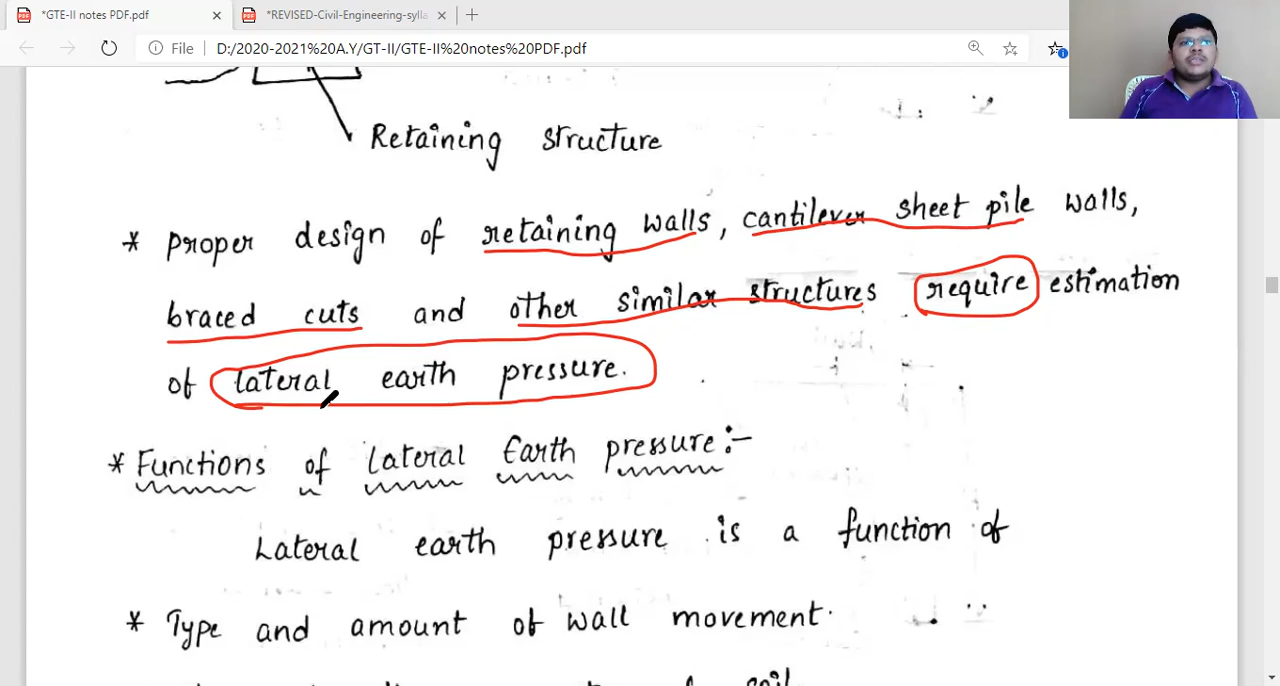 *GTE-II notes PDF.pdf
*REVISED-Civil-Engineering-sylla
File
D:/2020-2021%20A.Y/GT-II/GTE-II%20notes%20PDF.pdf
Retaining structure
* Proper design of retaining walls, cantilever sheet pile walls,
braced cuts and other similar structures require estimation
of lateral earth pressure.
* Functions of Lateral Earth pressure:-
Lateral earth pressure is a function of
* Type and amount of wall movement.
soil